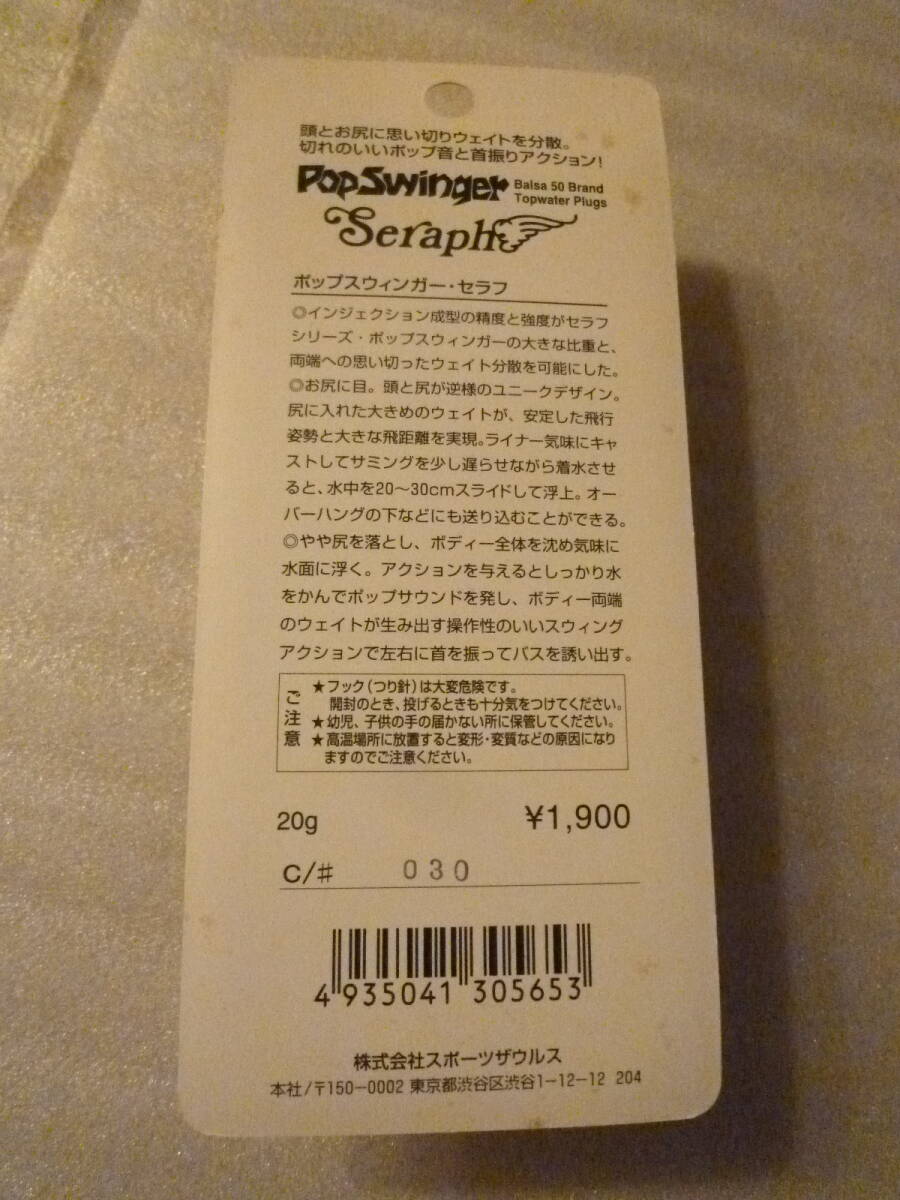 頭とお尻に思い切りウェイトを分散。
切れのいいポップ音と首振りアクション!
PopSwinger Balsa 50 Brand
Topwater Plugs
Seraph
ポップスウィンガー・セラフ
◎インジェクション成型の精度と強度がセラフ
シリーズ・ポップスウィンガーの大きな比重と、
両端への思い切ったウェイト分散を可能にした。
◎お尻に目。頭と尻が逆様のユニークデザイン。
尻に入れた大きめのウェイトが、安定した飛行
姿勢と大きな飛距離を実現。ライナー気味にキャ
ストしてサミングを少し遅らせながら着水させ
ると、水中を20〜30cmスライドして浮上。オー
バーハングの下などにも送り込むことができる。
◎やや尻を落とし、ボディー全体を沈め気味に
水面に浮く。アクションを与えるとしっかり水
をかんでポップサウンドを発し、ボディー両端
のウェイトが生み出す操作性のいいスウィング
アクションで左右に首を振ってバスを誘い出す。
ご注意
★フック(つり針)は大変危険です。
開封のとき、投げるときも十分気をつけてください。
★幼児、子供の手の届かない所に保管してください。
★高温場所に放置すると変形・変質などの原因になり
ますのでご注意ください。
20g ¥1,900
C/# 030
4 935041 305653
株式会社スポーツザウルス
本社/〒150-0002 東京都渋谷区渋谷1-12-12 204